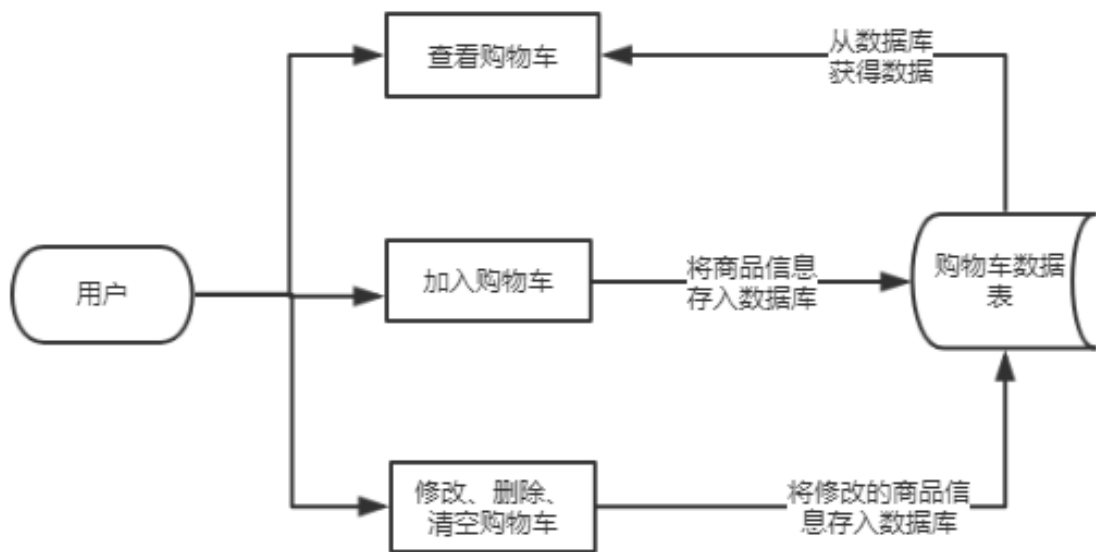 查看购物车
从数据库
获得数据
用户
加入购物车
将商品信息
存入数据库
购物车数据
表
修改、删除、
清空购物车
将修改的商品信
息存入数据库